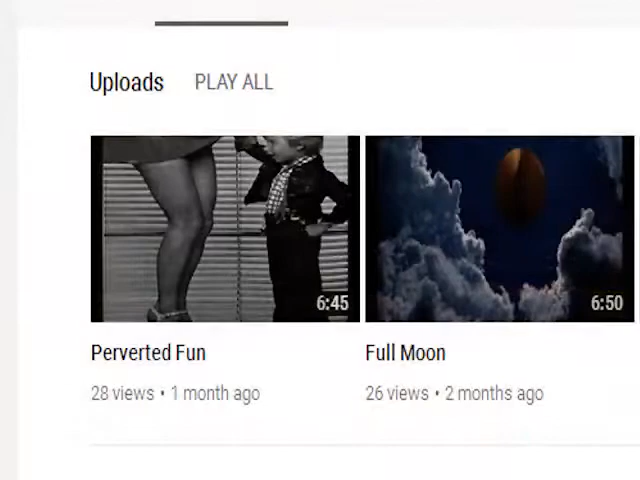 Uploads PLAY ALL
6:45 6:50
Perverted Fun Full Moon
28 views • 1 month ago 26 views • 2 months ago